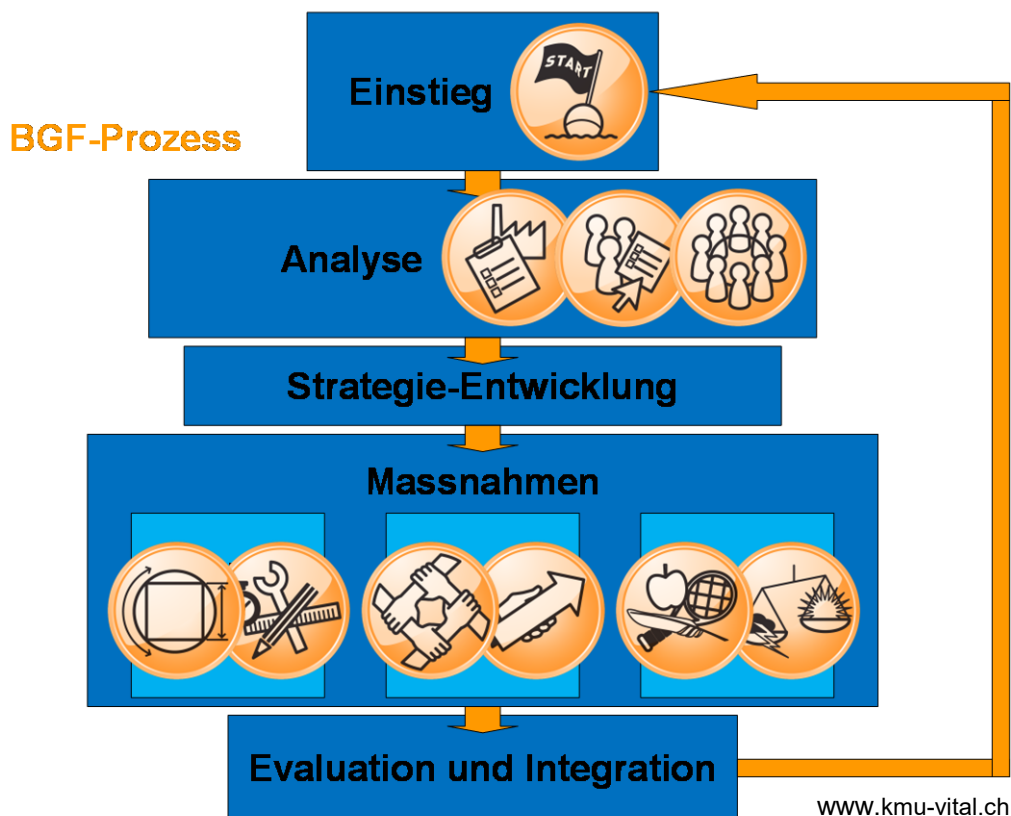 START
Einstieg
BGF-Prozess
Analyse
Strategie-Entwicklung
Massnahmen
Evaluation und Integration
www.kmu-vital.ch